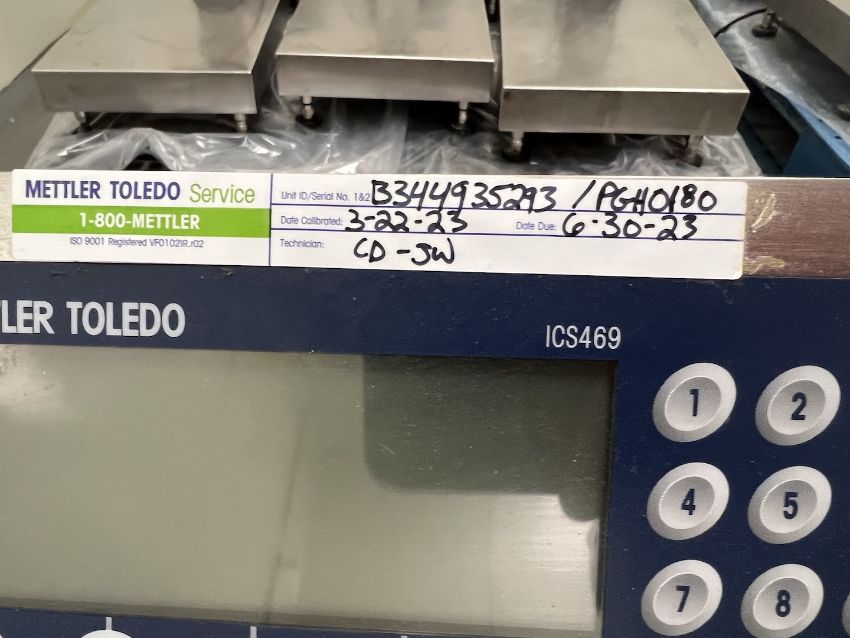 METTLER TOLEDO Service
1-800-METTLER
ISO 9001 Registered VF0102IR.r02
Unit ID/Serial No. 1&2 B344935293 / PGH0180
Date Calibrated: 3-22-23 Date Due: 6-30-23
Technician: CD-JW
LER TOLEDO
ICS469
1 2
4 5
7 8